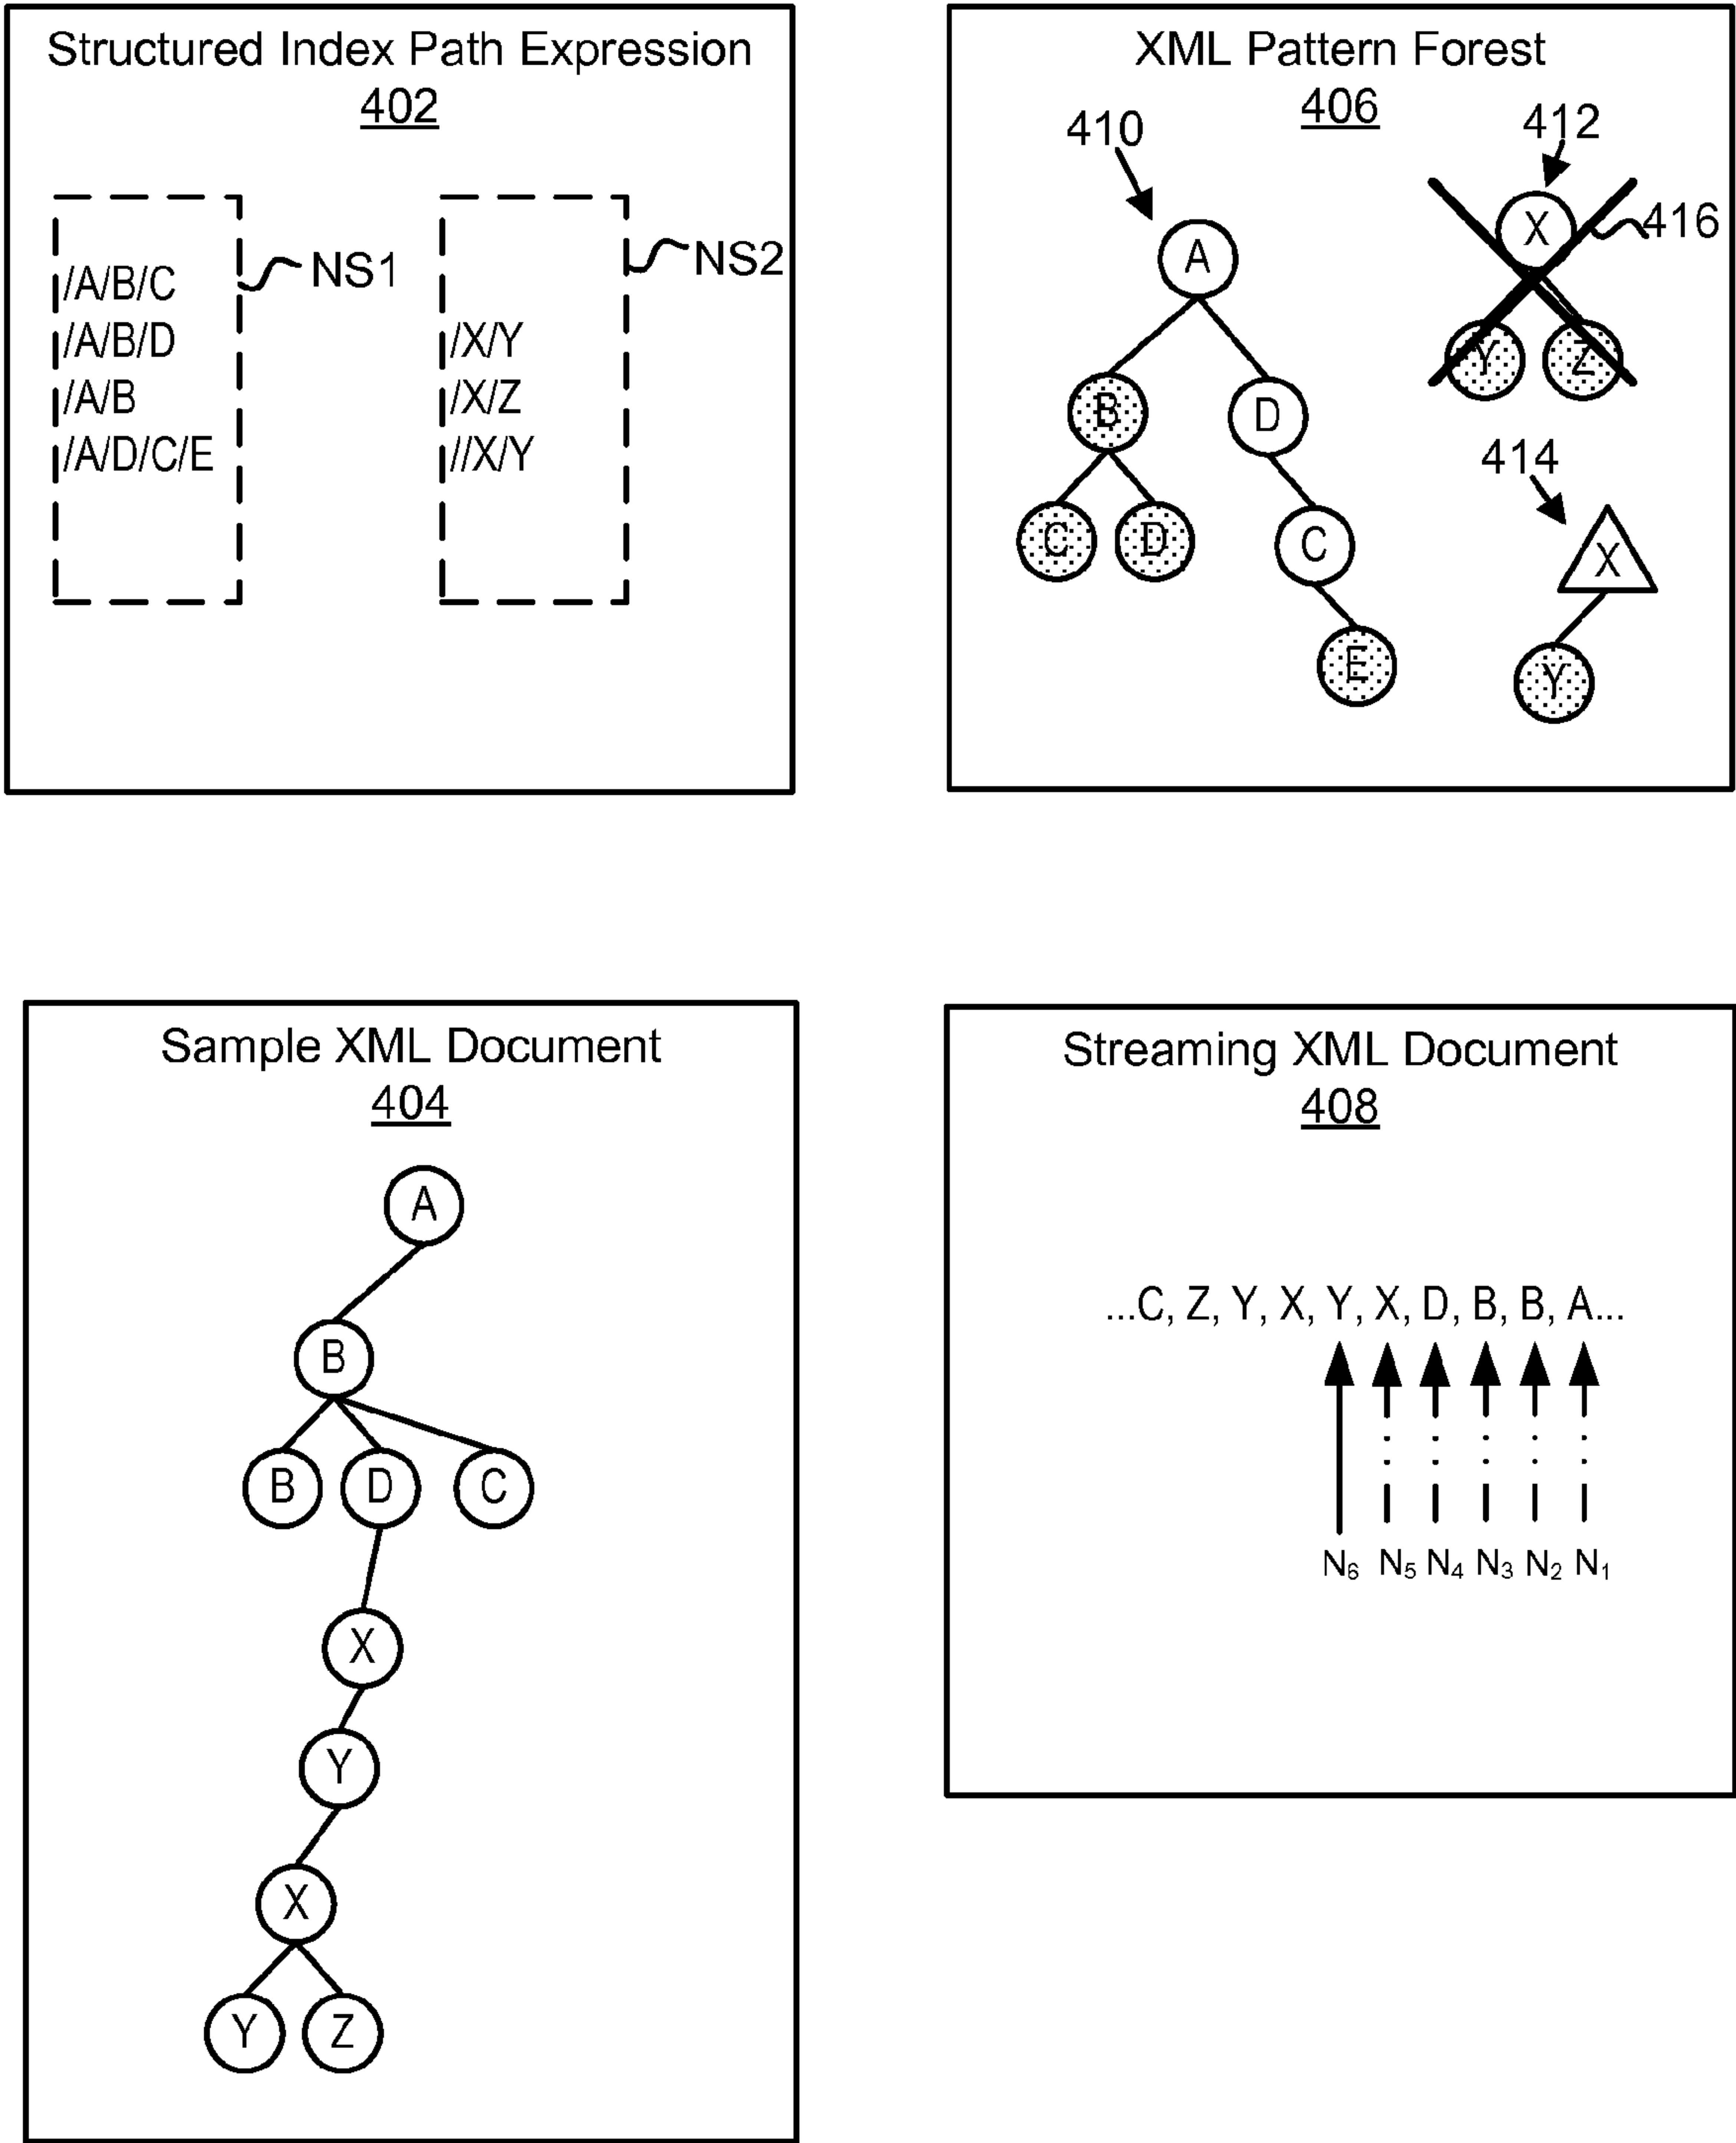 Structured Index Path Expression
402
/A/B/C
/A/B/D
/A/B
/A/D/C/E
NS1
/X/Y
/X/Z
//X/Y
NS2
XML Pattern Forest
406
410
412
416
414
A
X
B
D
Y
Z
C
D
C
X
E
Y
Sample XML Document
404
A
B
B
D
C
X
Y
X
Y
Z
Streaming XML Document
408
...C, Z, Y, X, Y, X, D, B, B, A...
N₆ N₅ N₄ N₃ N₂ N₁